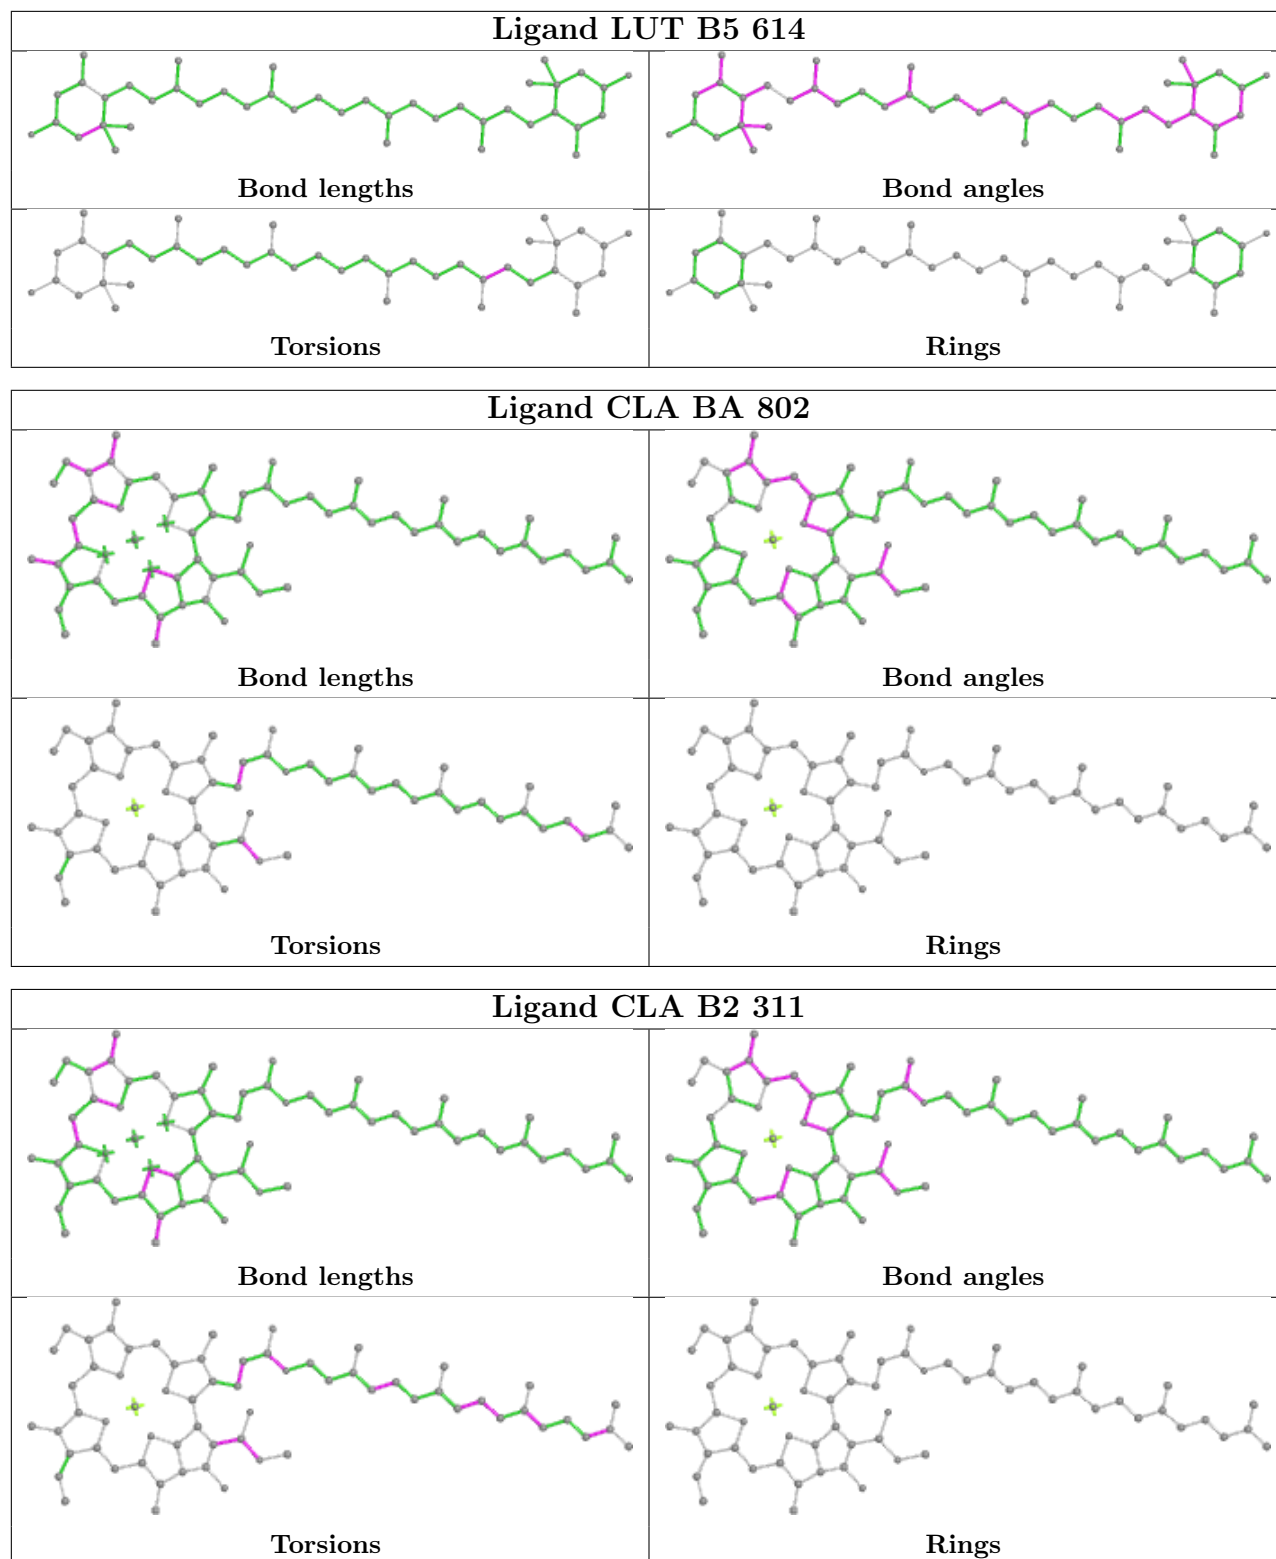 Ligand LUT B5 614
Bond lengths
Bond angles
Torsions
Rings
Ligand CLA BA 802
Bond lengths
Bond angles
Torsions
Rings
Ligand CLA B2 311
Bond lengths
Bond angles
Torsions
Rings